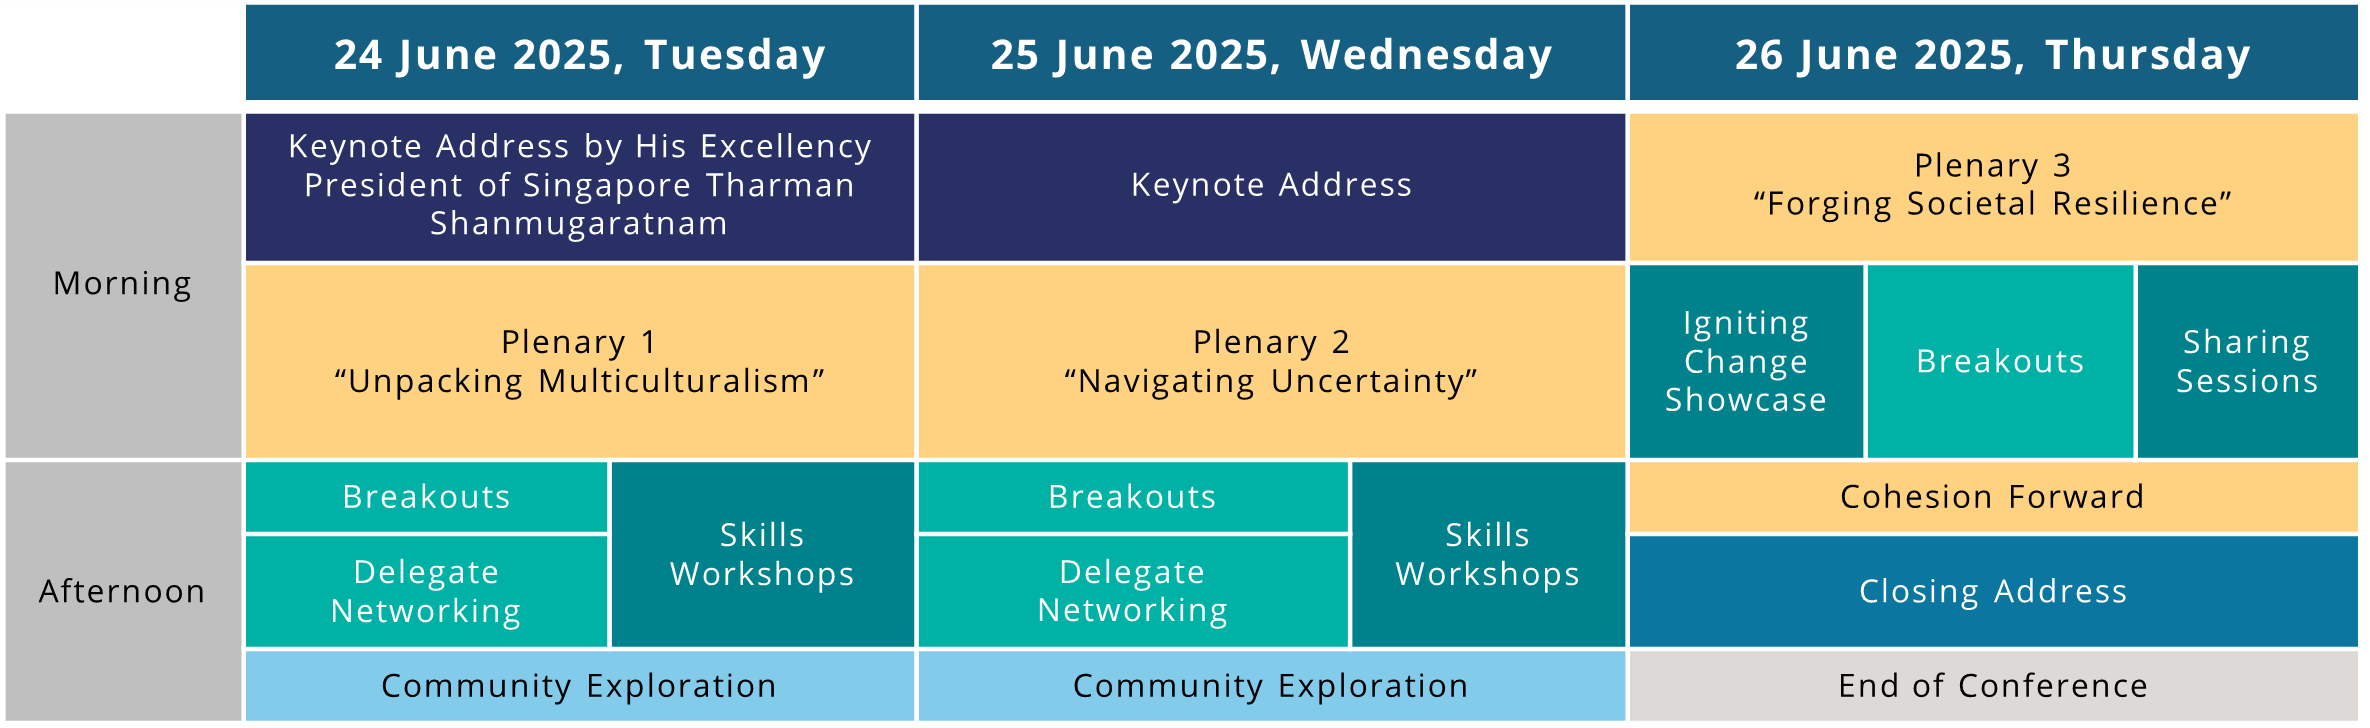 24 June 2025, Tuesday
25 June 2025, Wednesday
26 June 2025, Thursday
Morning
Keynote Address by His Excellency
President of Singapore Tharman
Shanmugaratnam
Keynote Address
Plenary 3
“Forging Societal Resilience”
Plenary 1
“Unpacking Multiculturalism”
Plenary 2
“Navigating Uncertainty”
Igniting
Change
Showcase
Breakouts
Sharing
Sessions
Afternoon
Breakouts
Delegate
Networking
Skills
Workshops
Breakouts
Delegate
Networking
Skills
Workshops
Cohesion Forward
Closing Address
Community Exploration
Community Exploration
End of Conference